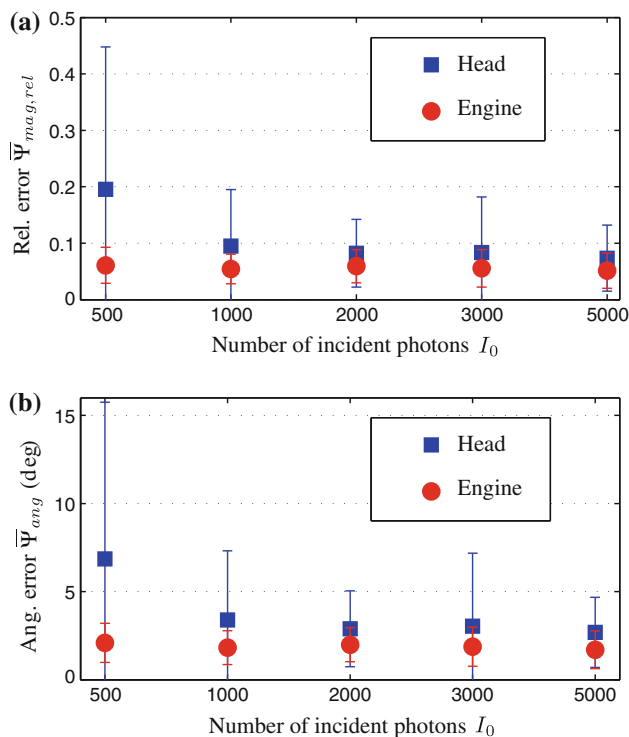 (a)
0.5
0.4
0.3
0.2
0.1
0
Rel. error Ψ̅_{mag,rel}
Head
Engine
500 1000 2000 3000 5000
Number of incident photons I_0
(b)
15
10
5
0
Ang. error Ψ̅_{ang} (deg)
Head
Engine
500 1000 2000 3000 5000
Number of incident photons I_0